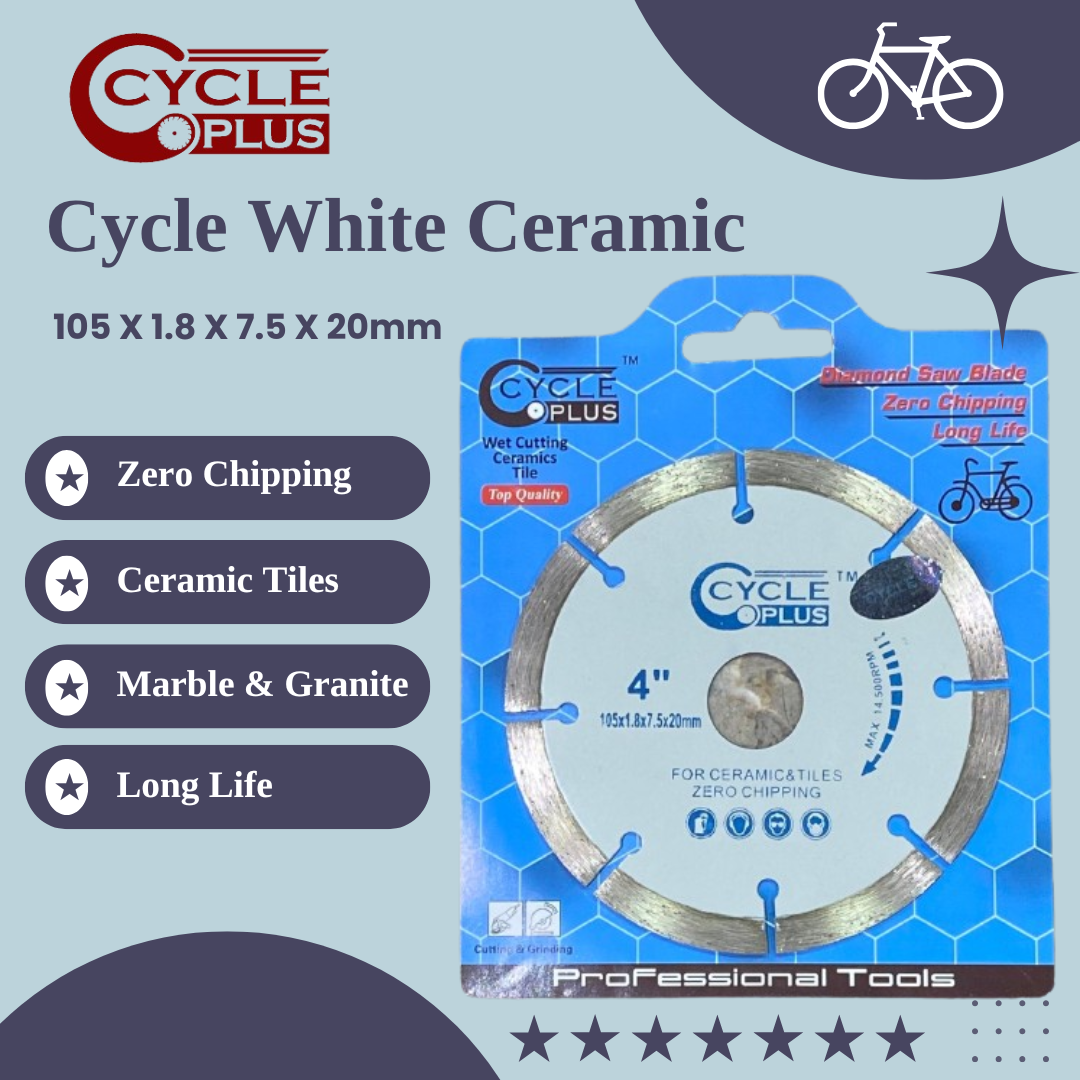 CYCLE
PLUS
Cycle White Ceramic
105 X 1.8 X 7.5 X 20mm
Zero Chipping
Ceramic Tiles
Marble & Granite
Long Life
CYCLE TM
PLUS
Wet Cutting
Ceramics
Tile
Top Quality
Diamond Saw Blade
Zero Chipping
Long Life
CYCLE TM
PLUS
4"
105x1.8x7.5x20mm
MAX 14.500RPM
FOR CERAMIC&TILES
ZERO CHIPPING
Cutting & Grinding
ProFessional Tools